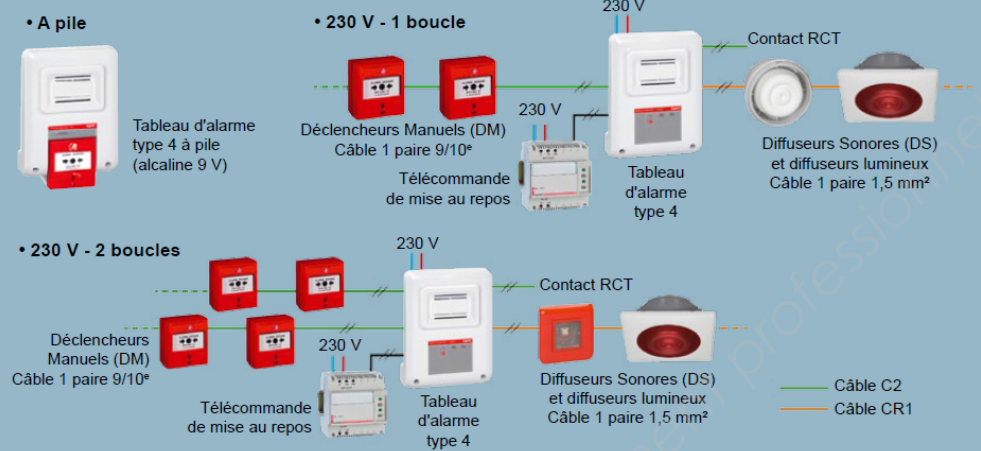 • A pile
Tableau d'alarme
type 4 à pile
(alcaline 9 V)
• 230 V - 1 boucle
230 V
Contact RCT
Déclencheurs Manuels (DM)
Câble 1 paire 9/10ᵉ
230 V
Télécommande
de mise au repos
Tableau
d'alarme
type 4
Diffuseurs Sonores (DS)
et diffuseurs lumineux
Câble 1 paire 1,5 mm²
• 230 V - 2 boucles
230 V
Contact RCT
Déclencheurs
Manuels (DM)
Câble 1 paire 9/10ᵉ
230 V
Télécommande
de mise au repos
Tableau
d'alarme
type 4
Diffuseurs Sonores (DS)
et diffuseurs lumineux
Câble 1 paire 1,5 mm²
Câble C2
Câble CR1
professionnel